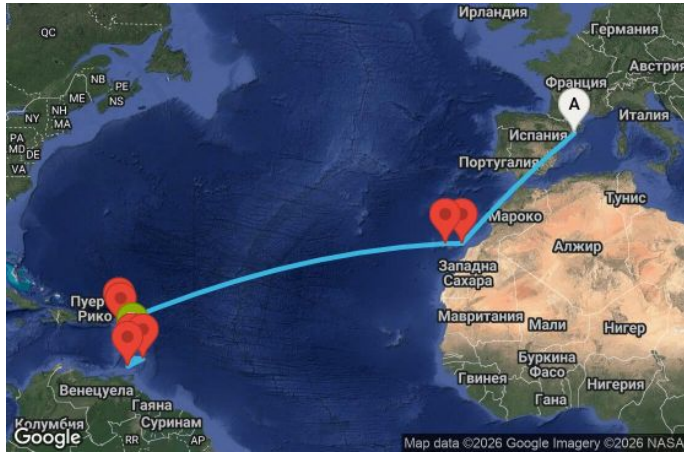 Ирландия
QC
Германия
NB
PE
Австрия
ME
NS
Франция
NH
NY
MA
A
Италия
PA
Испания
MD
DE
Португалия
VA
Тунис
Мароко
Алжир
Западна
Сахара
Пуер
Рико
Мавритания
Мали
Нигер
Буркина
Фасо
Венецуела
Гвинея
Нигерия
Гаяна
Гана
Колумбия
Суринам
RR
AP
Google
Map data ©2026 Google Imagery ©2026 NASA